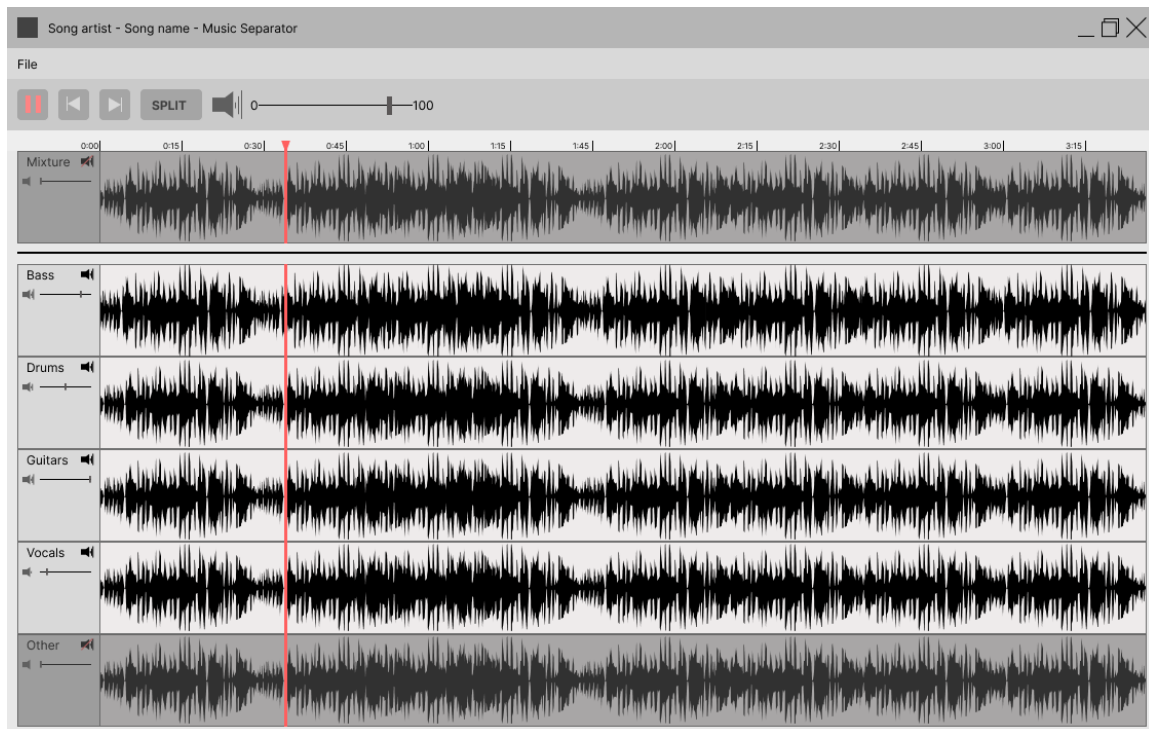 Song artist - Song name - Music Separator
File
SPLIT 0 100
0:00 0:15 0:30 0:45 1:00 1:15 1:45 2:00 2:15 2:30 2:45 3:00 3:15
Mixture
Bass
Drums
Guitars
Vocals
Other